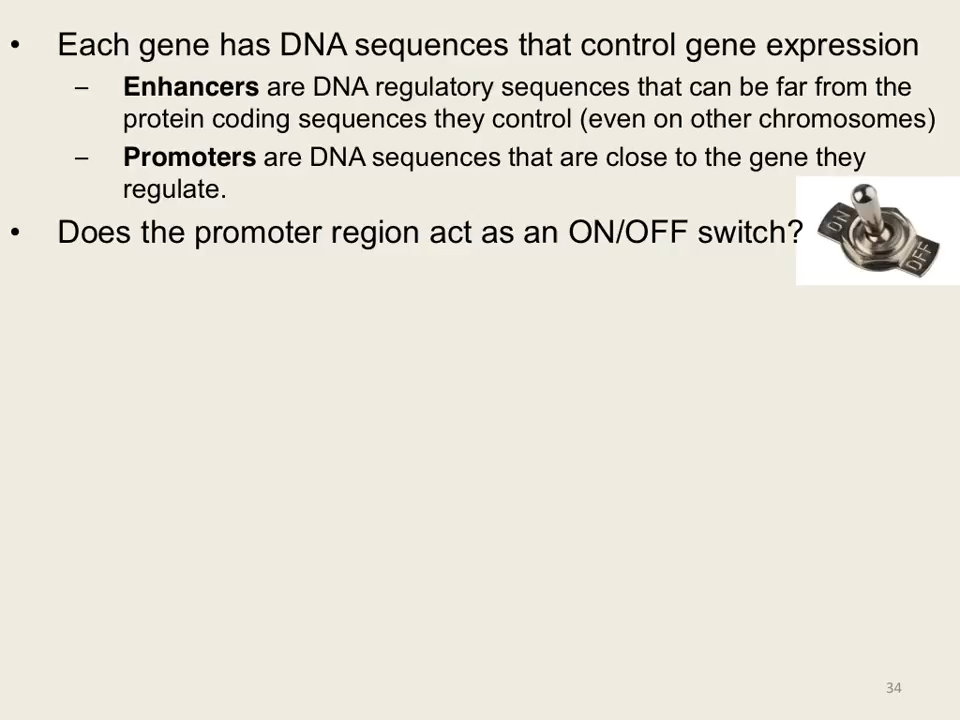 • Each gene has DNA sequences that control gene expression
– Enhancers are DNA regulatory sequences that can be far from the
protein coding sequences they control (even on other chromosomes)
– Promoters are DNA sequences that are close to the gene they
regulate.
• Does the promoter region act as an ON/OFF switch?
ON
OFF
34